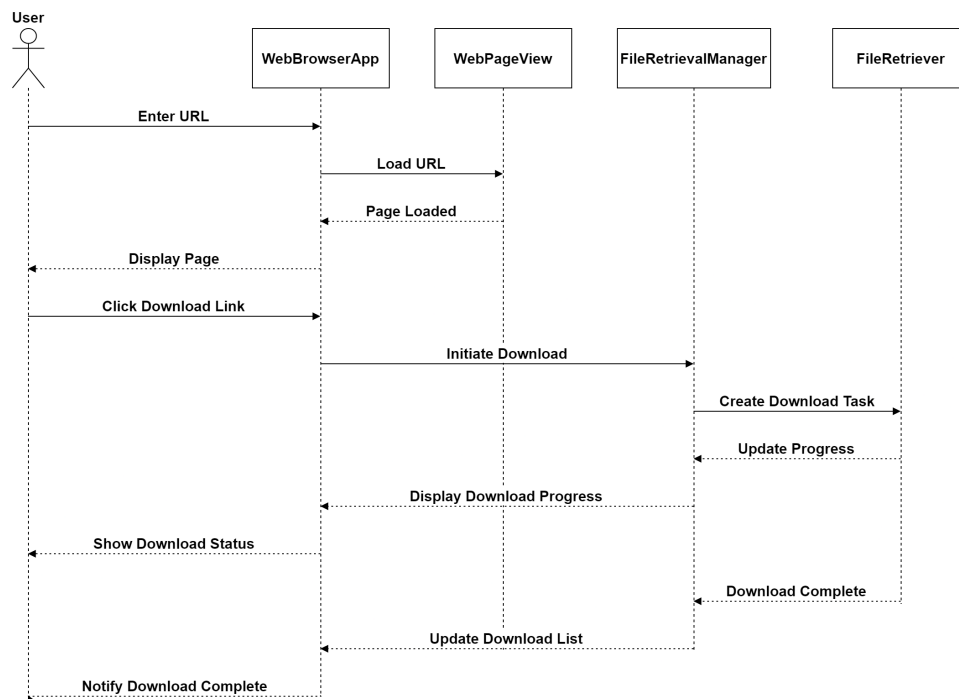 User
WebBrowserApp
WebPageView
FileRetrievalManager
FileRetriever
Enter URL
Load URL
Page Loaded
Display Page
Click Download Link
Initiate Download
Create Download Task
Update Progress
Display Download Progress
Show Download Status
Download Complete
Update Download List
Notify Download Complete